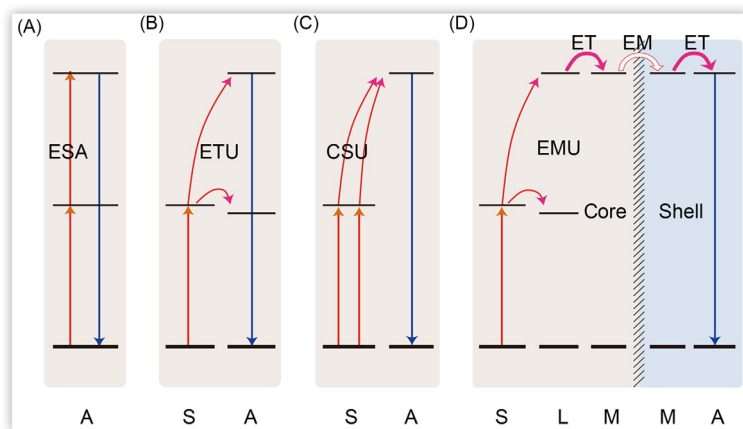 (A) (B) (C) (D)
ET EM ET
ESA ETU CSU EMU
Core Shell
A S A S A S L M M A